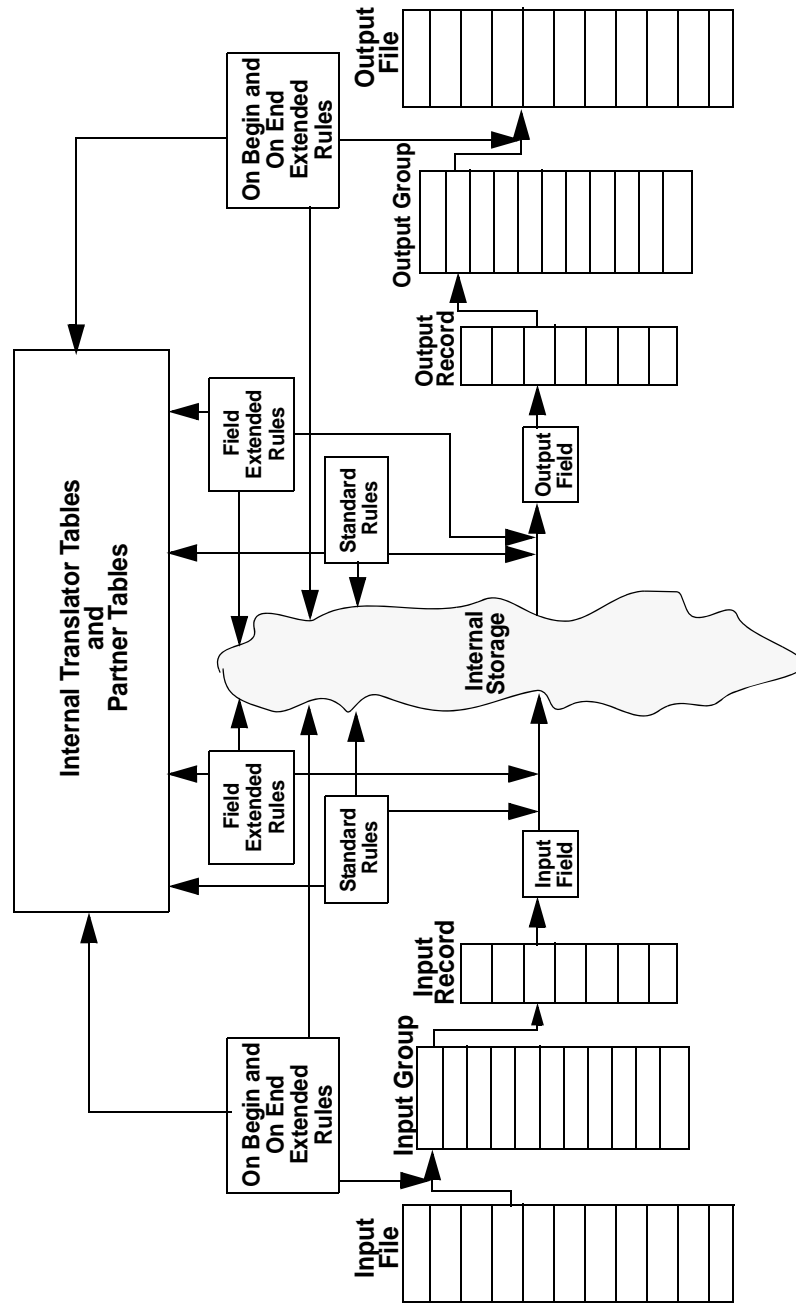 Internal Translator Tables
and
Partner Tables
On Begin and
On End
Extended
Rules
On Begin and
On End
Extended
Rules
Field
Extended
Rules
Field
Extended
Rules
Standard
Rules
Standard
Rules
Internal
Storage
Input
File
Input Group
Input
Record
Input
Field
Output
Field
Output
Record
Output Group
Output
File